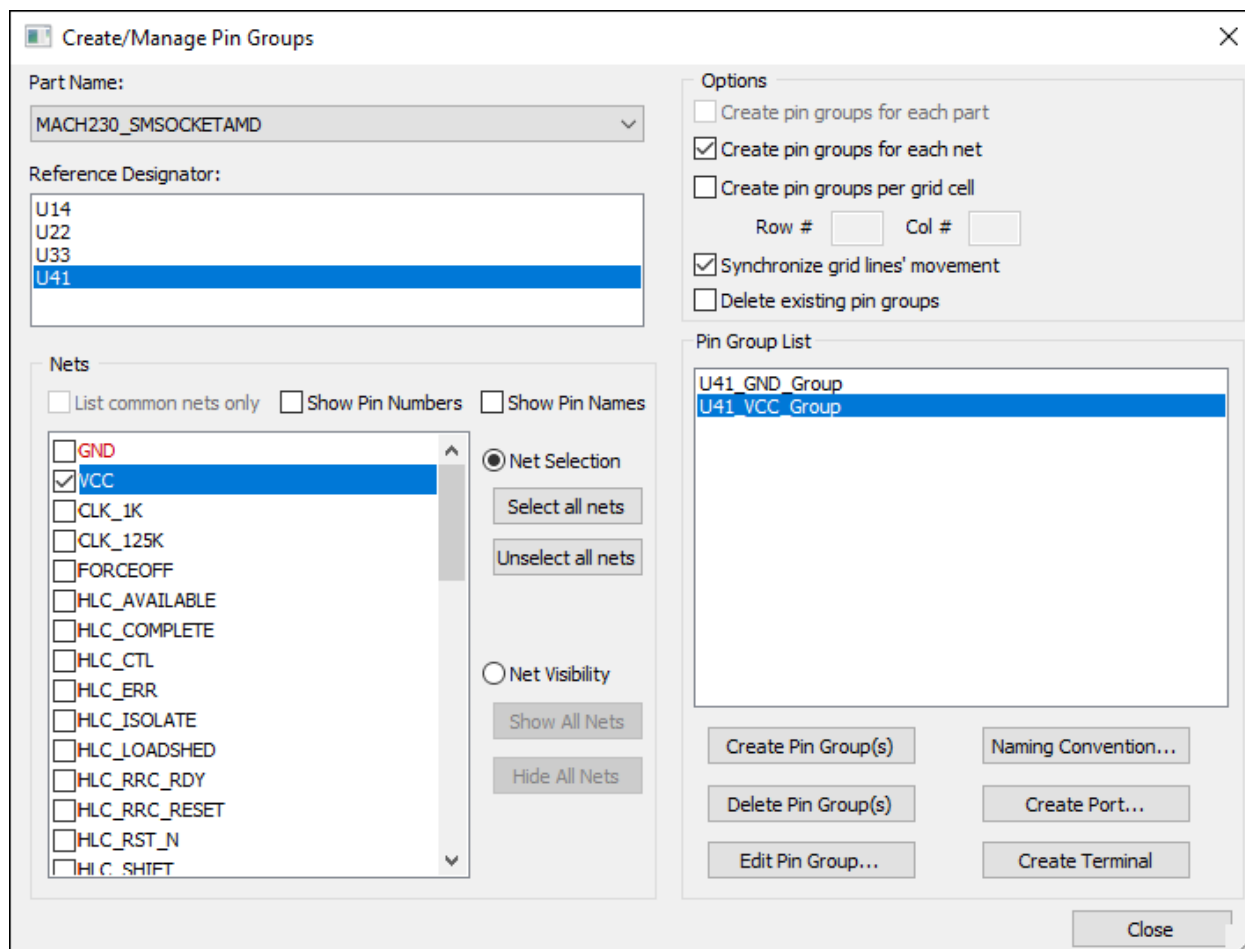 Create/Manage Pin Groups
Part Name:
MACH230_SMSOCKETAMD
Reference Designator:
U14
U22
U33
U41
Nets
List common nets only
Show Pin Numbers
Show Pin Names
GND
VCC
CLK_1K
CLK_125K
FORCEOFF
HLC_AVAILABLE
HLC_COMPLETE
HLC_CTL
HLC_ERR
HLC_ISOLATE
HLC_LOADSHED
HLC_RRC_RDY
HLC_RRC_RESET
HLC_RST_N
HLC_SHIFT
Net Selection
Select all nets
Unselect all nets
Net Visibility
Show All Nets
Hide All Nets
Options
Create pin groups for each part
Create pin groups for each net
Create pin groups per grid cell
Row # Col #
Synchronize grid lines' movement
Delete existing pin groups
Pin Group List
U41_GND_Group
U41_VCC_Group
Create Pin Group(s)
Naming Convention...
Delete Pin Group(s)
Create Port...
Edit Pin Group...
Create Terminal
Close